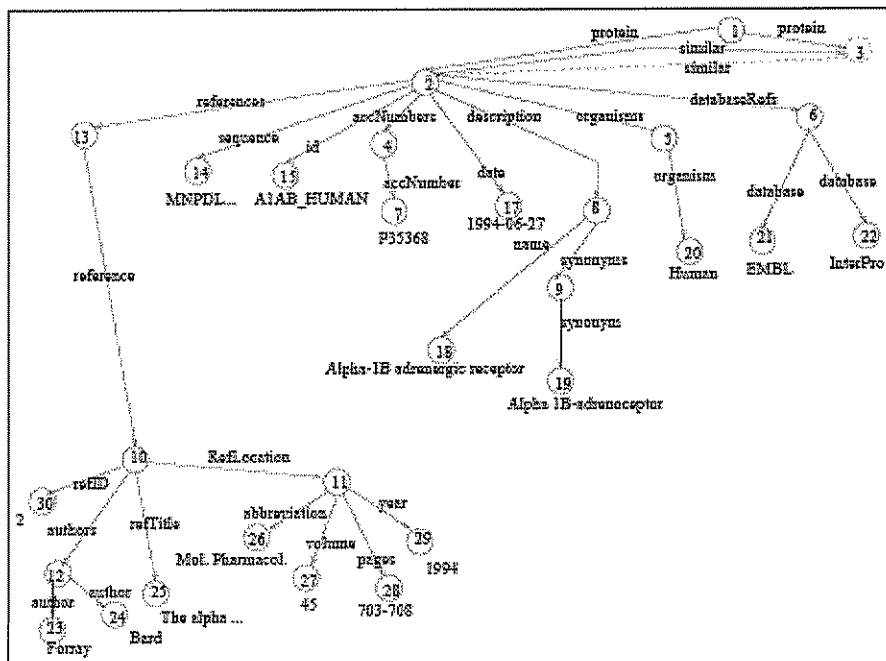 protein
1
protein
similar
3
similar
2
references
databaseRefs
accNumbers
description
organisms
6
13
sequence
id
4
5
date
accNumber
organism
database
database
14
15
MNPDL...
A1AB_HUMAN
7
17
8
P35368
1994-06-27
21
22
20
name
synonyms
Human
EMBL
InterPro
reference
9
synonym
18
Alpha-1B adrenergic receptor
19
Alpha 1B-adrenoceptor
10
RefLocation
refID
11
30
abbreviation
year
2
authors
refTitle
26
volume
29
Mol. Pharmacol.
pages
1994
12
27
28
author
author
25
45
703-708
23
24
The alpha ...
Forray
Bard